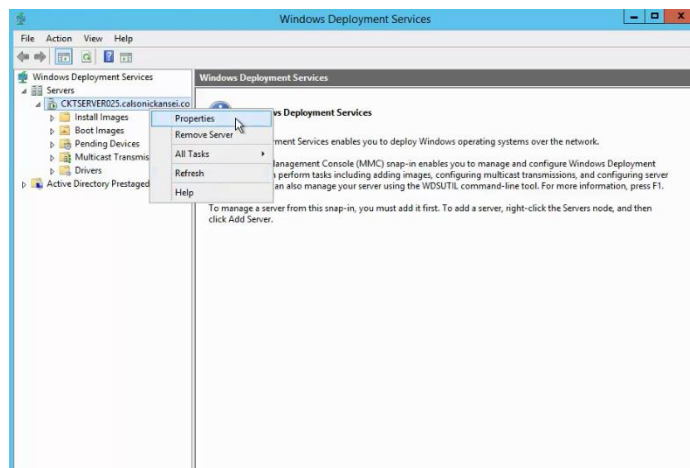 Windows Deployment Services
File Action View Help
Windows Deployment Services
Servers
CKTSERVER025.calsonickansei.co
Install Images
Boot Images
Pending Devices
Multicast Transmis
Drivers
Active Directory Prestaged
Properties
Remove Server
All Tasks
Refresh
Help
Windows Deployment Services
Deployment Services
Services enables you to deploy Windows operating systems over the network.
Management Console (MMC) snap-in enables you to manage and configure Windows Deployment
perform tasks including adding images, configuring multicast transmissions, and configuring server
an also manage your server using the WDSUTIL command-line tool. For more information, press F1.
To manage a server from this snap-in, you must add it first. To add a server, right-click the Servers node, and then
click Add Server.